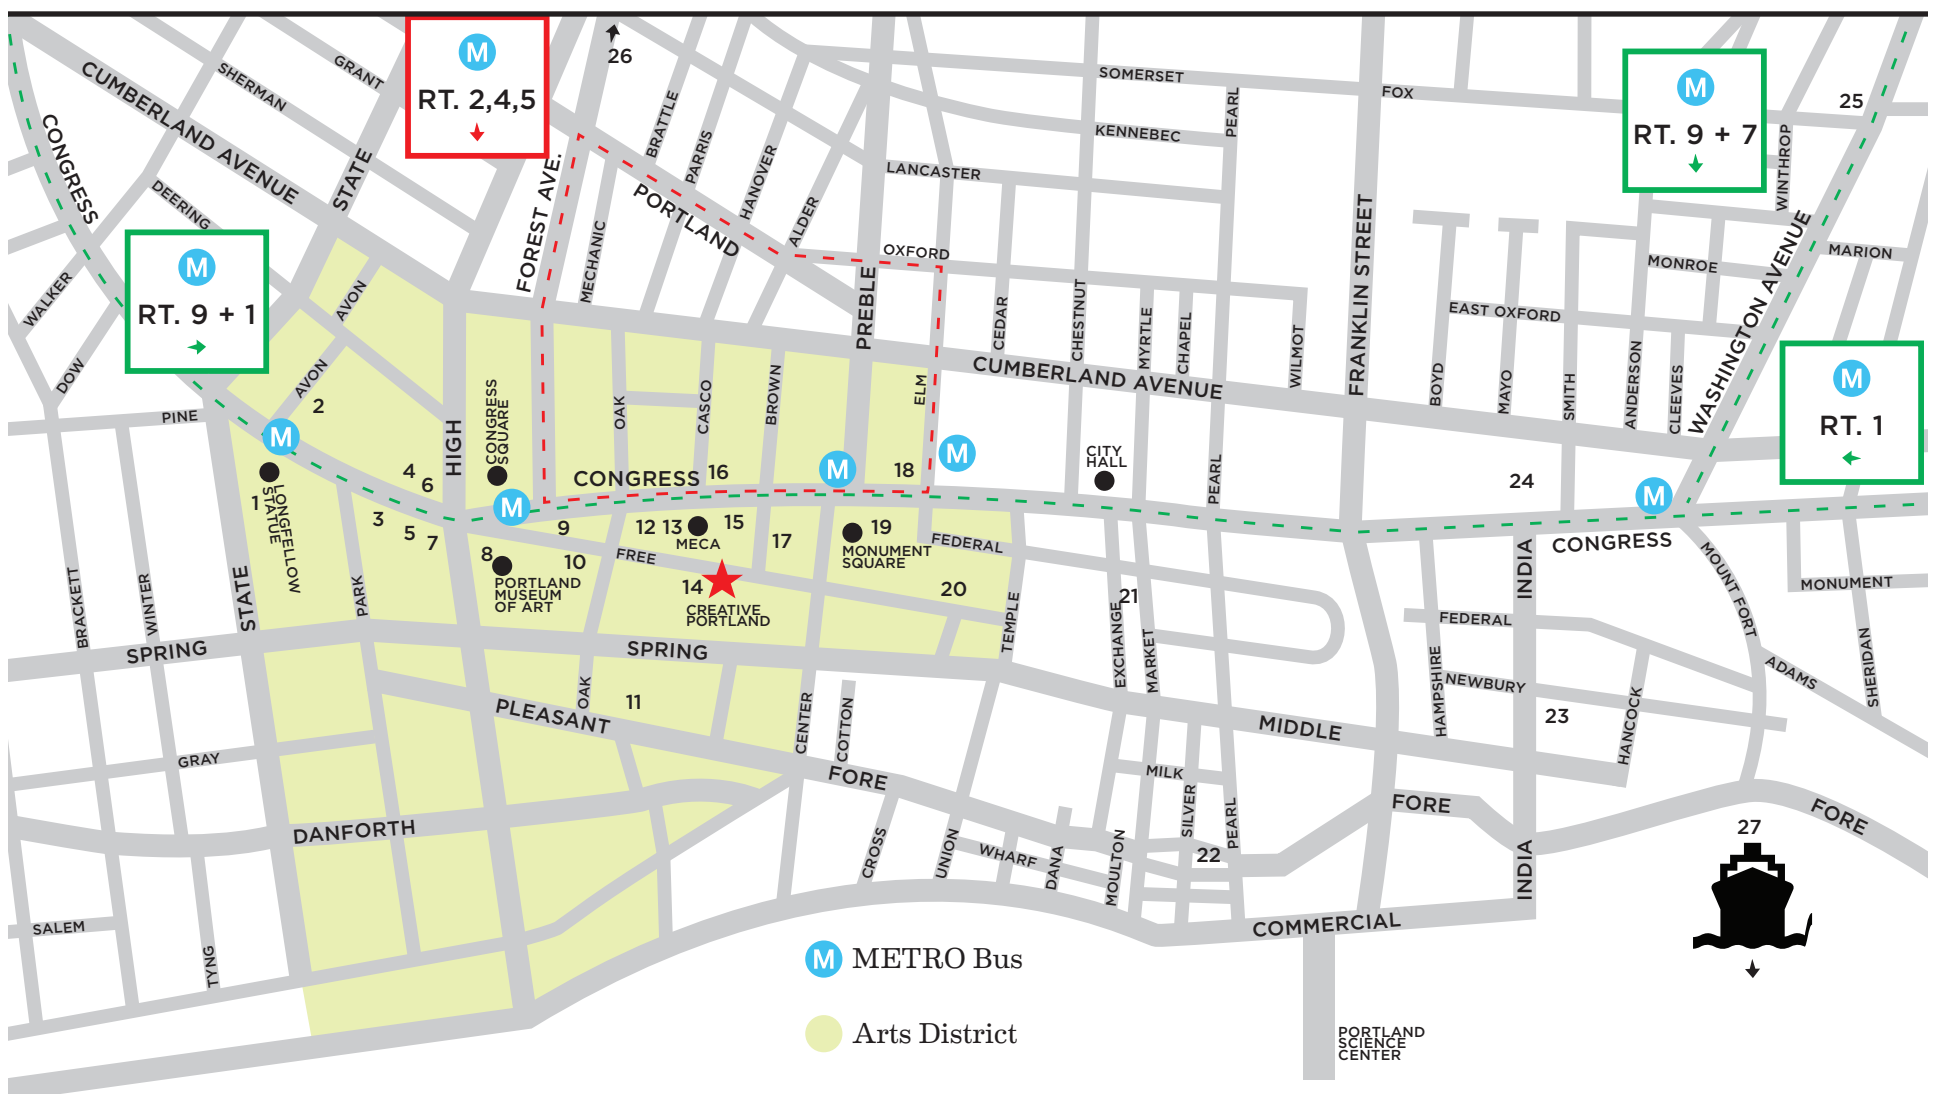 26
M
RT. 2,4,5
M
RT. 9 + 7
25
GRANT
SHERMAN
CUMBERLAND AVENUE
CONGRESS
STATE
DEERING
FOREST AVE.
MECHANIC
BRATTLE
PARRIS
HANOVER
ALDER
PORTLAND
SOMERSET
FOX
KENNEBEC
PEARL
LANCASTER
OXFORD
FRANKLIN STREET
WINTHROP
MARION
MONROE
EAST OXFORD
WASHINGTON AVENUE
M
RT. 9 + 1
WALKER
DOW
AVON
AVON
PINE
2
PREBLE
CEDAR
CHESTNUT
MYRTLE
CHAPEL
WILMOT
BOYD
MAYO
SMITH
ANDERSON
CLEEVES
M
RT. 1
CUMBERLAND AVENUE
HIGH
CONGRESS
SQUARE
OAK
CASCO
BROWN
ELM
M
M
M
M
M
CITY
HALL
PEARL
24
CONGRESS
16
18
4
6
1
LONGFELLOW
STATUE
3
5
7
9
8
10
12
13
15
MECA
17
19
MONUMENT
SQUARE
FEDERAL
FREE
14
CREATIVE
PORTLAND
20
PORTLAND
MUSEUM
OF ART
21
INDIA
CONGRESS
MOUNT FORT
MONUMENT
BRACKETT
WINTER
STATE
PARK
SPRING
SPRING
TEMPLE
EXCHANGE
MARKET
FEDERAL
HAMPSHIRE
NEWBURY
ADAMS
SHERIDAN
23
HANCOCK
OAK
11
PLEASANT
CENTER
COTTON
MIDDLE
FORE
MILK
SILVER
PEARL
FORE
FORE
GRAY
DANFORTH
CROSS
UNION
WHARF
DANA
MOULTON
22
INDIA
27
SALEM
TYNG
COMMERCIAL
M METRO Bus
Arts District
PORTLAND
SCIENCE
CENTER